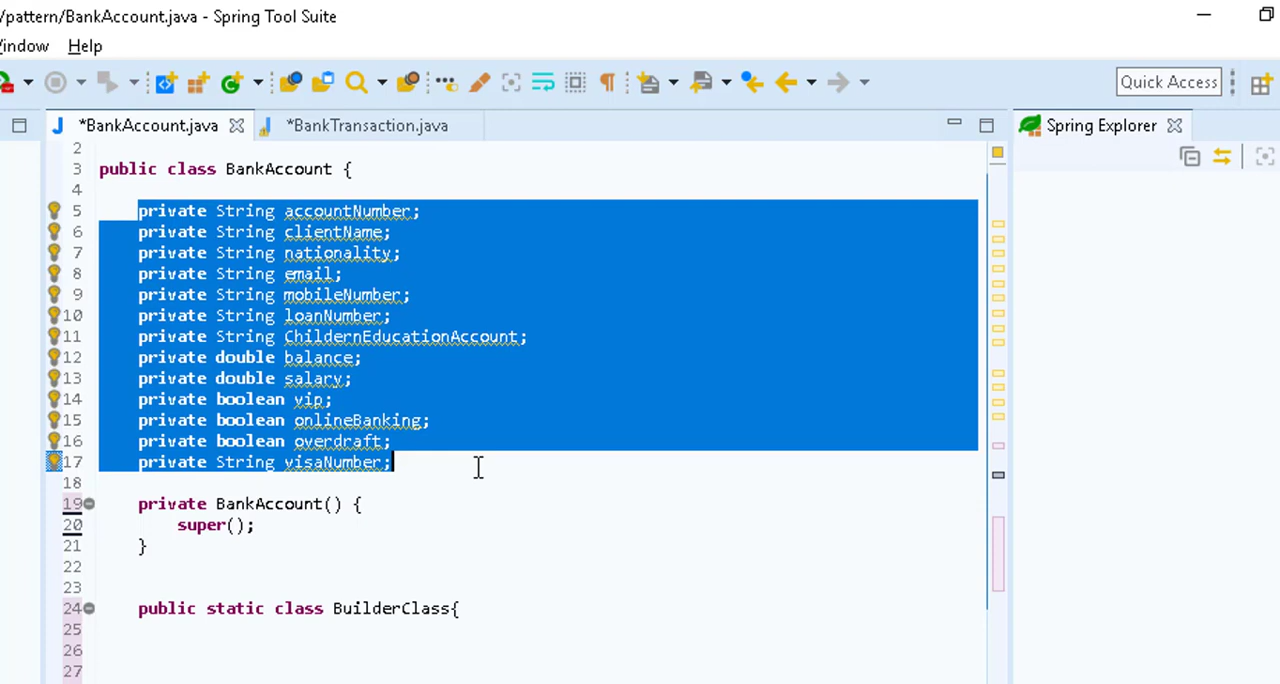 /pattern/BankAccount.java - Spring Tool Suite
Window Help
Quick Access
*BankAccount.java *BankTransaction.java Spring Explorer
2
3 public class BankAccount {
4
5 private String accountNumber;
6 private String clientName;
7 private String nationality;
8 private String email;
9 private String mobileNumber;
10 private String loanNumber;
11 private String ChildernEducationAccount;
12 private double balance;
13 private double salary;
14 private boolean vip;
15 private boolean onlineBanking;
16 private boolean overdraft;
17 private String visaNumber;
18
19 private BankAccount() {
20 super();
21 }
22
23
24 public static class BuilderClass{
25
26
27